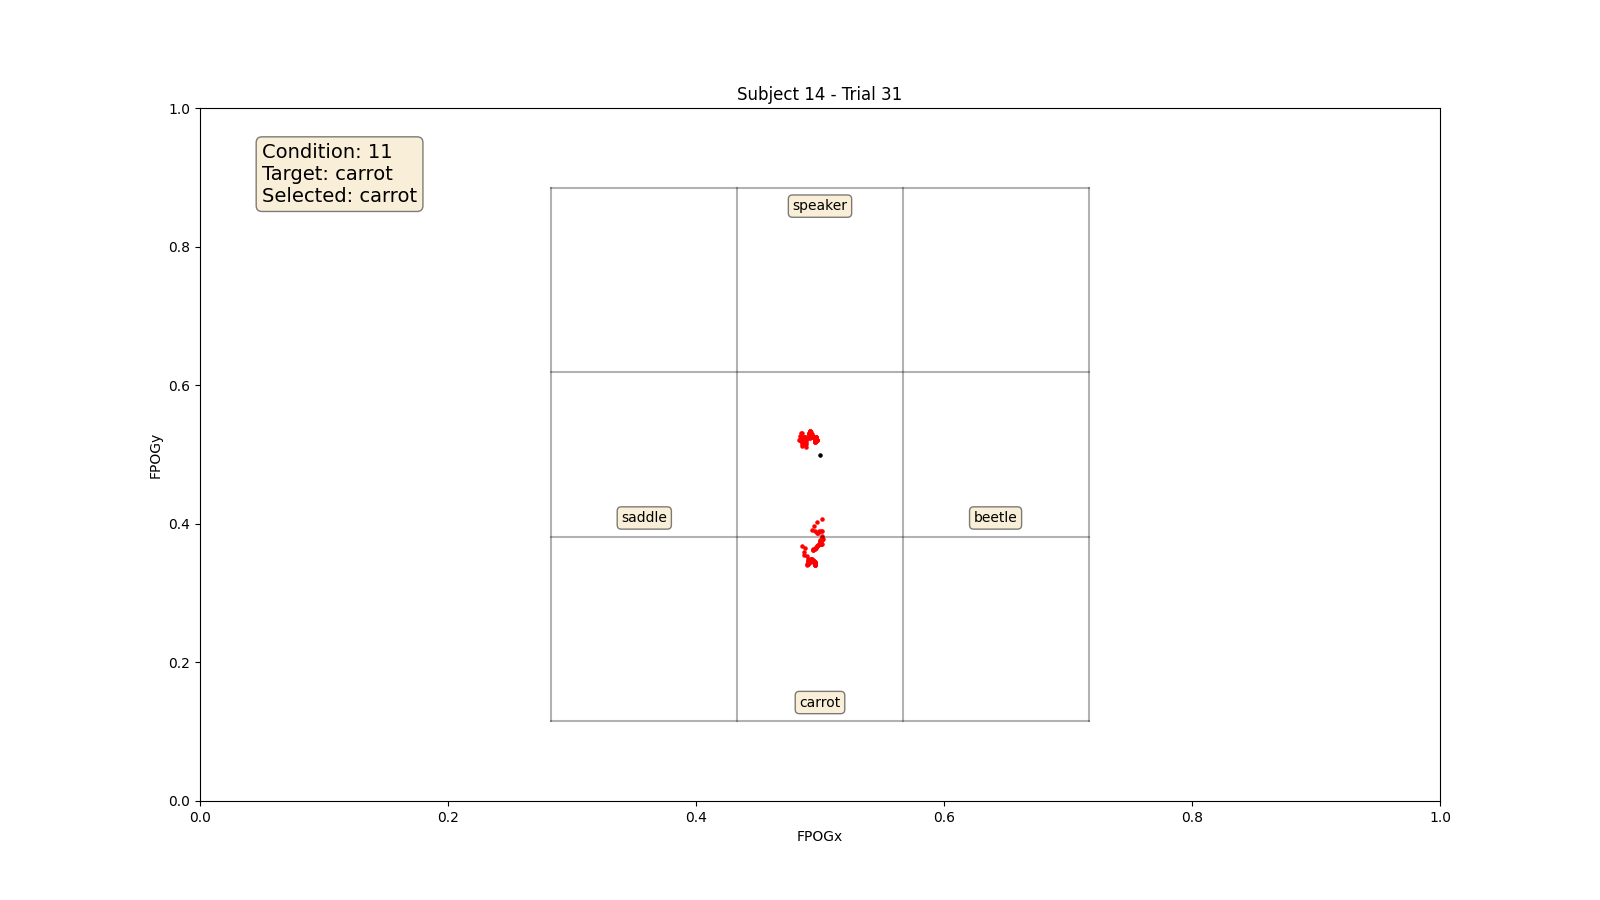 Subject 14 - Trial 31
1.0
Condition: 11
Target: carrot
Selected: carrot
speaker
0.8
0.6
FPOGy
saddle
beetle
0.4
0.2
carrot
0.0
0.0
0.2
0.4
0.6
0.8
1.0
FPOGx